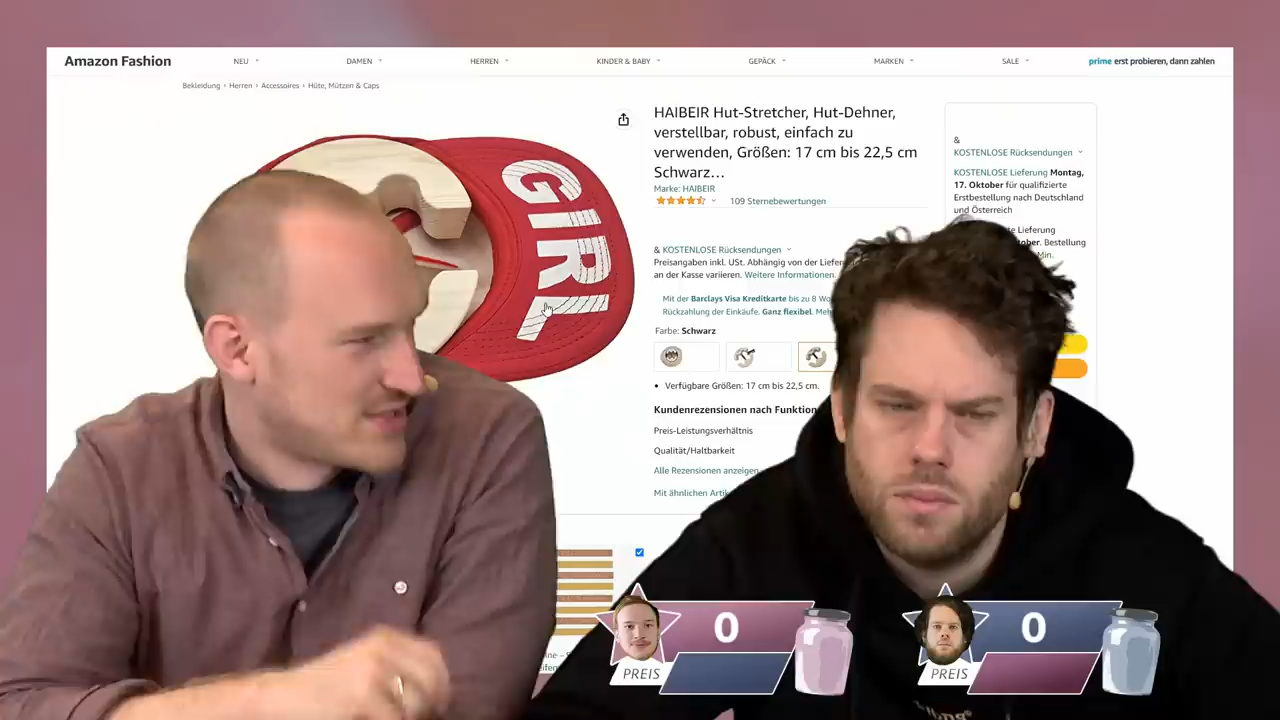 Amazon Fashion
NEU
DAMEN
HERREN
KINDER & BABY
GEPÄCK
MARKEN
SALE
prime erst probieren, dann zahlen
Bekleidung › Herren › Accessoires › Hüte, Mützen & Caps
GIRL
HAIBEIR Hut-Stretcher, Hut-Dehner,
verstellbar, robust, einfach zu
verwenden, Größen: 17 cm bis 22,5 cm
Schwarz…
Marke: HAIBEIR
109 Sternebewertungen
& KOSTENLOSE Rücksendungen
Preisangaben inkl. USt. Abhängig von der
an der Kasse variieren. Weitere Informationen.
Mit der Barclays Visa Kreditkarte bis zu 8
Rückzahlung der Einkäufe. Ganz flexibel.
Farbe: Schwarz
• Verfügbare Größen: 17 cm bis 22,5 cm.
Kundenrezensionen nach
Preis-Leistungsverhältnis
Qualität/Haltbarkeit
Alle Rezensionen anzeigen
Mit ähnlichen
&
KOSTENLOSE Rücksendungen
KOSTENLOSE Lieferung Montag,
17. Oktober für qualifizierte
Erstbestellung nach Deutschland
und Österreich
Lieferung
Bestellung
Min.
0
PREIS
0
PREIS